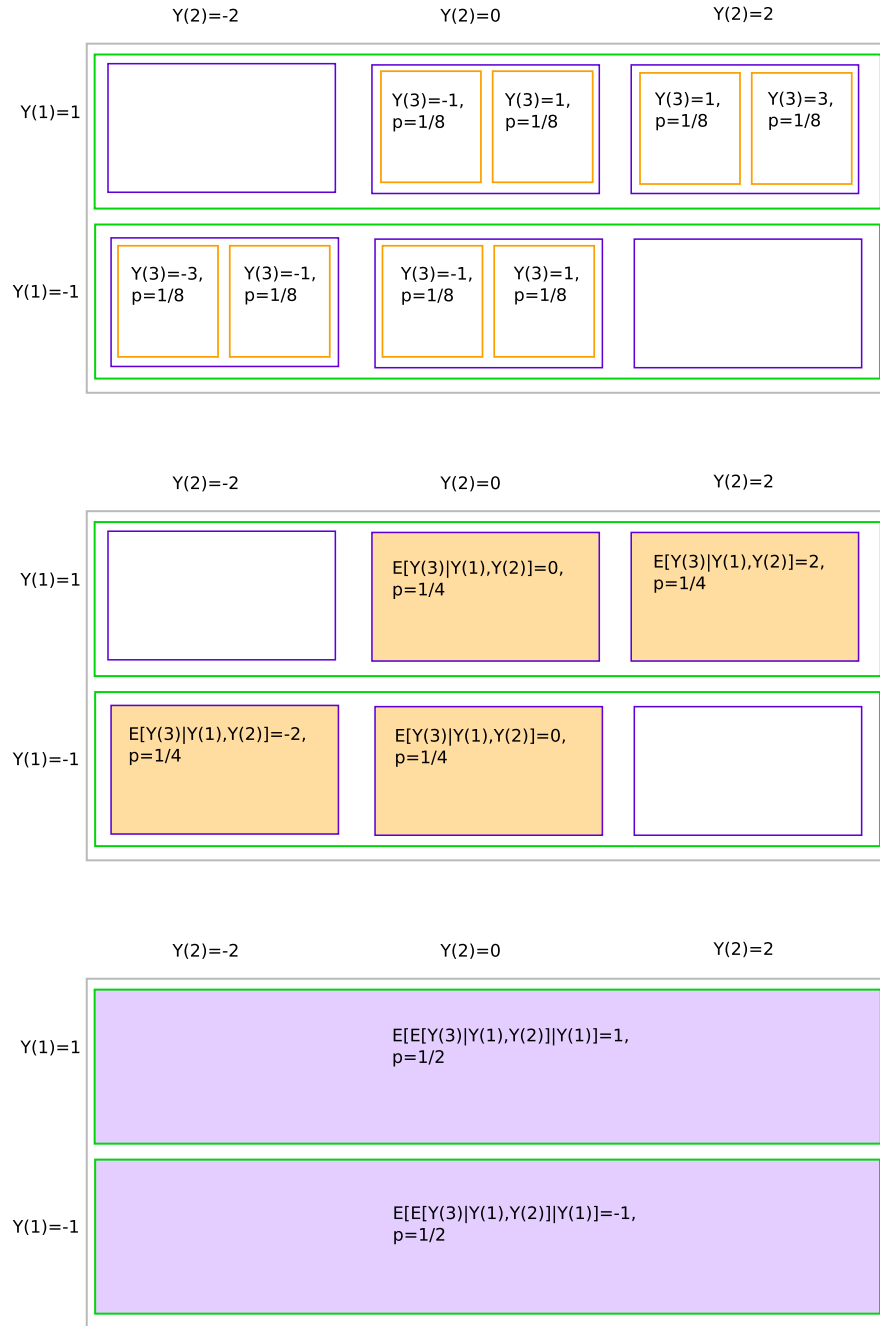 Y(2)=-2 Y(2)=0 Y(2)=2
Y(1)=1
Y(3)=-1,
p=1/8
Y(3)=1,
p=1/8
Y(3)=1,
p=1/8
Y(3)=3,
p=1/8
Y(1)=-1
Y(3)=-3,
p=1/8
Y(3)=-1,
p=1/8
Y(3)=-1,
p=1/8
Y(3)=1,
p=1/8
Y(2)=-2 Y(2)=0 Y(2)=2
Y(1)=1
E[Y(3)|Y(1),Y(2)]=0,
p=1/4
E[Y(3)|Y(1),Y(2)]=2,
p=1/4
Y(1)=-1
E[Y(3)|Y(1),Y(2)]=-2,
p=1/4
E[Y(3)|Y(1),Y(2)]=0,
p=1/4
Y(2)=-2 Y(2)=0 Y(2)=2
Y(1)=1
E[E[Y(3)|Y(1),Y(2)]|Y(1)]=1,
p=1/2
Y(1)=-1
E[E[Y(3)|Y(1),Y(2)]|Y(1)]=-1,
p=1/2